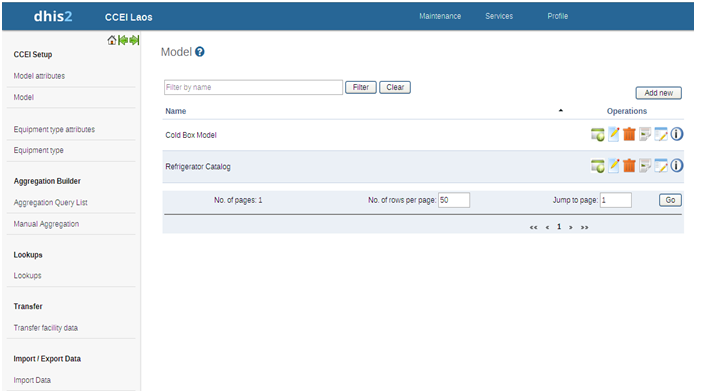 dhis2 CCEI Laos Maintenance Services Profile
CCEI Setup
Model attributes
Model
Equipment type attributes
Equipment type
Aggregation Builder
Aggregation Query List
Manual Aggregation
Lookups
Lookups
Transfer
Transfer facility data
Import / Export Data
Import Data
Model ?
Filter by name Filter Clear
Add new
Name Operations
Cold Box Model
Refrigerator Catalog
No. of pages: 1 No. of rows per page: 50 Jump to page: 1 Go
<< < 1 > >>